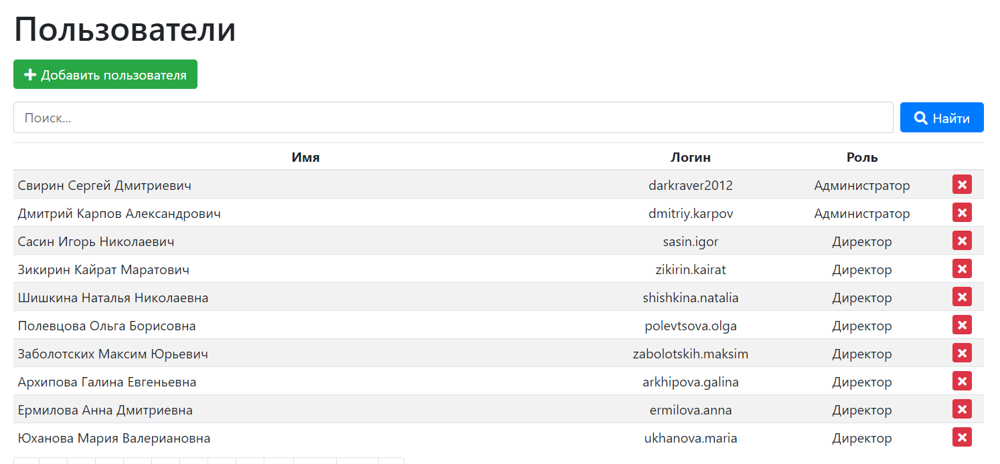 Пользователи
Добавить пользователя
Поиск...
Найти
Имя Логин Роль
Свирин Сергей Дмитриевич darkraver2012 Администратор
Дмитрий Карпов Александрович dmitriy.karpov Администратор
Сасин Игорь Николаевич sasin.igor Директор
Зикирин Кайрат Маратович zikirin.kairat Директор
Шишкина Наталья Николаевна shishkina.natalia Директор
Полевцова Ольга Борисовна polevtsova.olga Директор
Заболотских Максим Юрьевич zabolotskih.maksim Директор
Архипова Галина Евгеньевна arkhipova.galina Директор
Ермилова Анна Дмитриевна ermilova.anna Директор
Юханова Мария Валериановна ukhanova.maria Директор